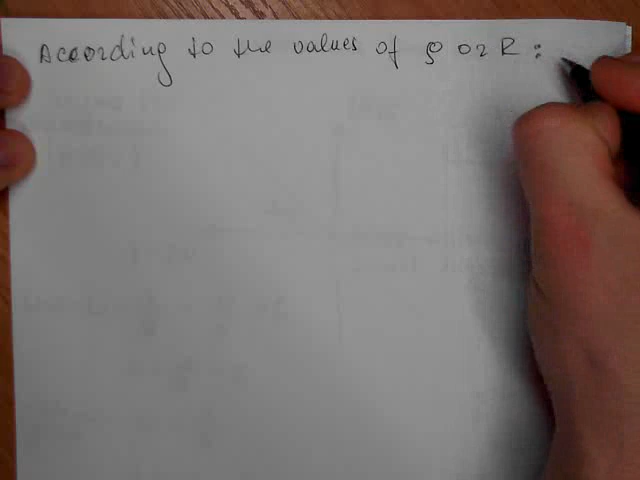 According to the values of ρ or R: